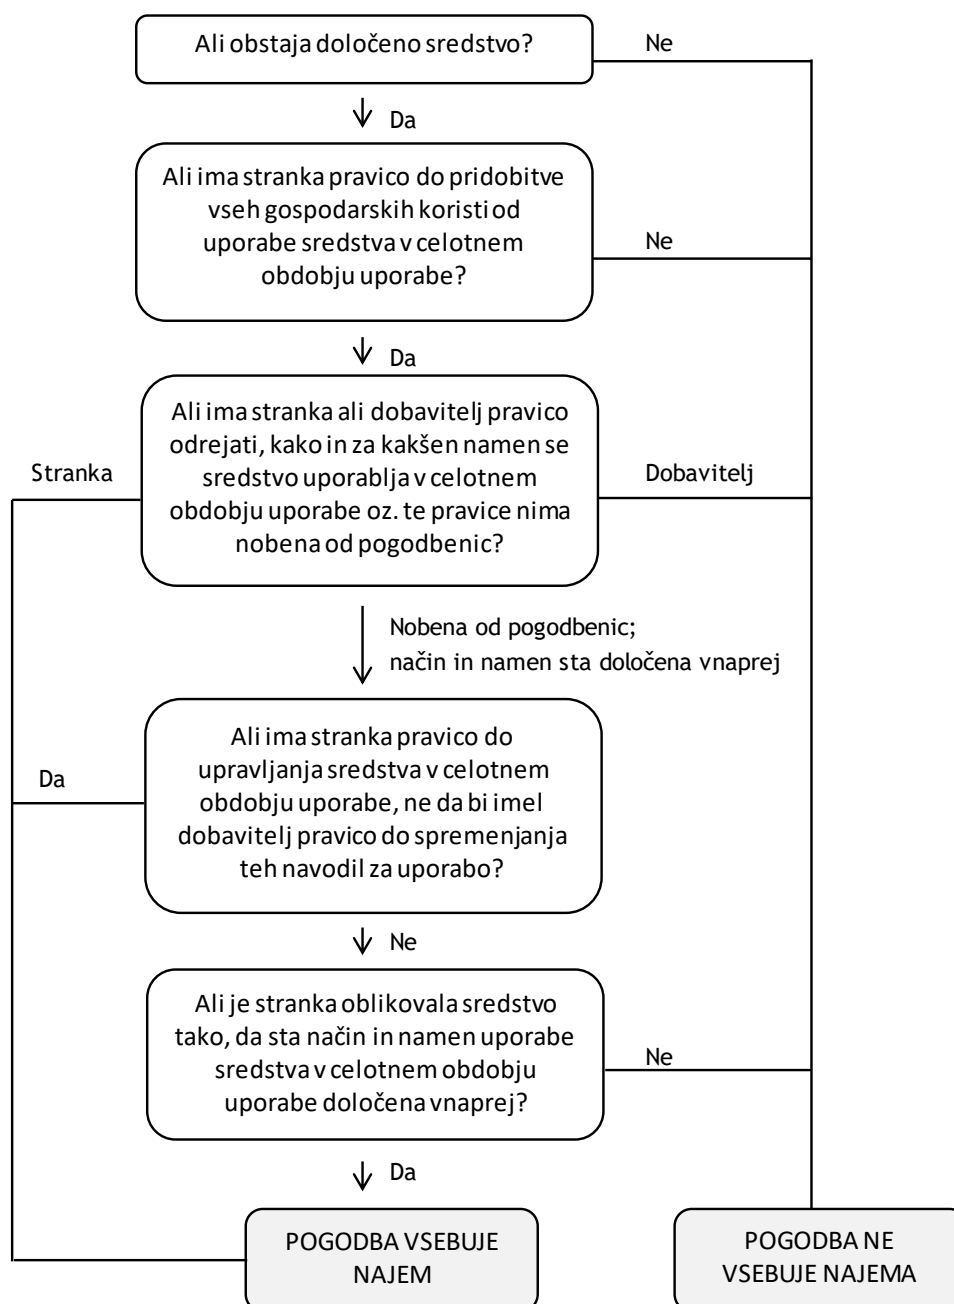 Ali obstaja določeno sredstvo?
Ne
Da
Ali ima stranka pravico do pridobitve
vseh gospodarskih koristi od
uporabe sredstva v celotnem
obdobju uporabe?
Ne
Da
Ali ima stranka ali dobavitelj pravico
odrejati, kako in za kakšen namen se
sredstvo uporablja v celotnem
obdobju uporabe oz. te pravice nima
nobena od pogodbenic?
Stranka
Dobavitelj
Nobena od pogodbenic;
način in namen sta določena vnaprej
Ali ima stranka pravico do
upravljanja sredstva v celotnem
obdobju uporabe, ne da bi imel
dobavitelj pravico do spremenjanja
teh navodil za uporabo?
Da
Ne
Ali je stranka oblikovala sredstvo
tako, da sta način in namen uporabe
sredstva v celotnem obdobju
uporabe določena vnaprej?
Ne
Da
POGODBA VSEBUJE
NAJEM
POGODBA NE
VSEBUJE NAJEMA